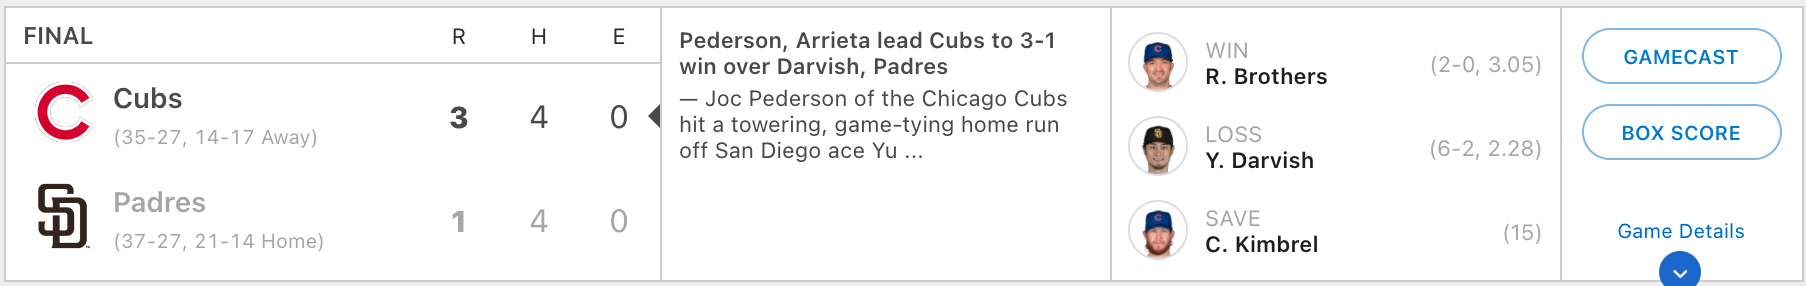 FINAL R H E
Cubs 3 4 0
(35-27, 14-17 Away)
Padres 1 4 0
(37-27, 21-14 Home)
Pederson, Arrieta lead Cubs to 3-1
win over Darvish, Padres
— Joc Pederson of the Chicago Cubs
hit a towering, game-tying home run
off San Diego ace Yu ...
WIN
R. Brothers (2-0, 3.05)
LOSS
Y. Darvish (6-2, 2.28)
SAVE
C. Kimbrel (15)
GAMECAST
BOX SCORE
Game Details